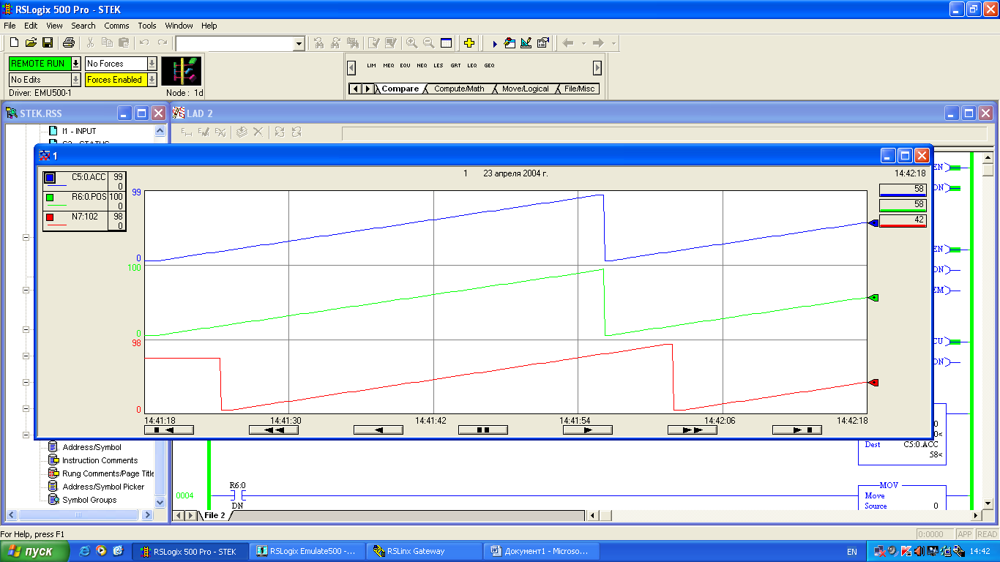 RSLogix 500 Pro - STEK
File Edit View Search Comms Tools Window Help
REMOTE RUN No Forces
No Edits Forces Enabled
Driver: EMU500-1 Node : 1d
LIM MEQ EQU NEQ LES GRT LEQ GEQ
Compare Compute/Math Move/Logical File/Misc
STEK.RSS
LAD 2
I1 - INPUT
1
1 23 апреля 2004 г. 14:42:18
C5:0.ACC 99
0
R6:0.POS 100
0
N7:102 98
0
99
0
100
0
98
0
58
58
42
14:41:18 14:41:30 14:41:42 14:41:54 14:42:06 14:42:18
EN
ON
EN
ON
EM
CU
ON
0
0<
Dest C5:0.ACC
58<
Address/Symbol
Instruction Comments
Rung Comments/Page Title
Address/Symbol Picker
Symbol Groups
0004
R6:0
DN
MOV
Move
Source 0
File 2
For Help, press F1
0:0000 APP READ
пуск
RSLogix 500 Pro - STEK
RSLogix Emulate500 -...
RSLinx Gateway
Документ1 - Microso...
EN
14:42